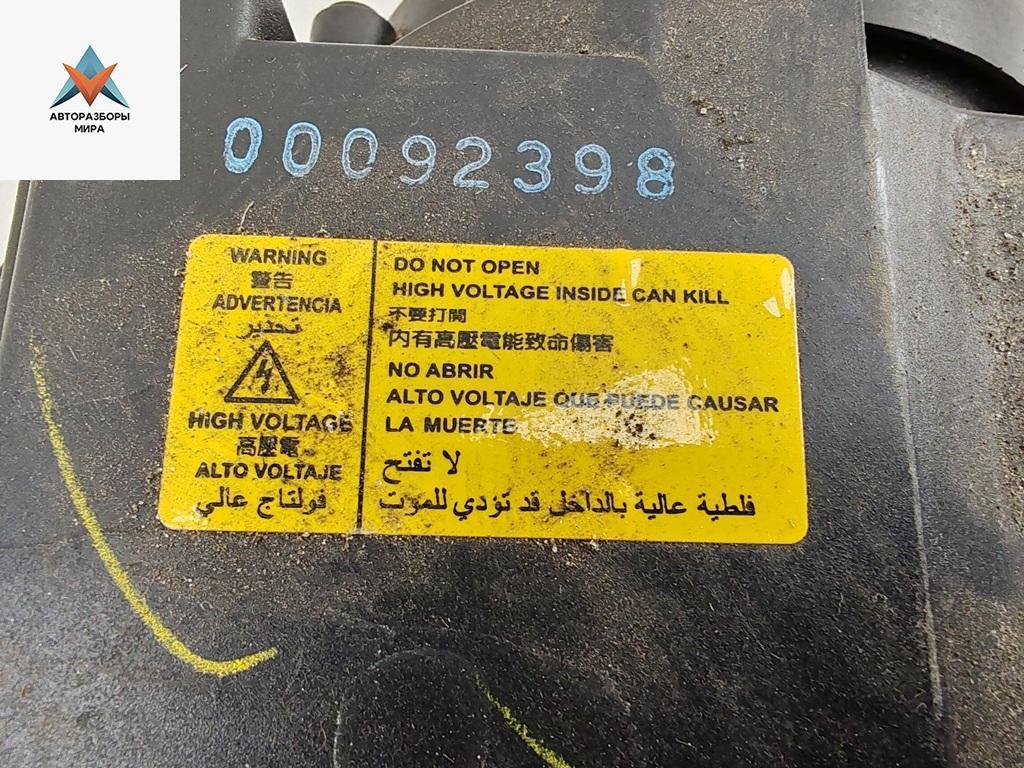 АВТОРАЗБОРЫ
МИРА
00092398
WARNING
警告
ADVERTENCIA
تحذير
HIGH VOLTAGE
高壓電
ALTO VOLTAJE
فولتاج عالي
DO NOT OPEN
HIGH VOLTAGE INSIDE CAN KILL
不要打開
内有高壓電能致命傷害
NO ABRIR
ALTO VOLTAJE QUE PUEDE CAUSAR
LA MUERTE
لا تفتح
فلطية عالية بالداخل قد تؤدي للموت